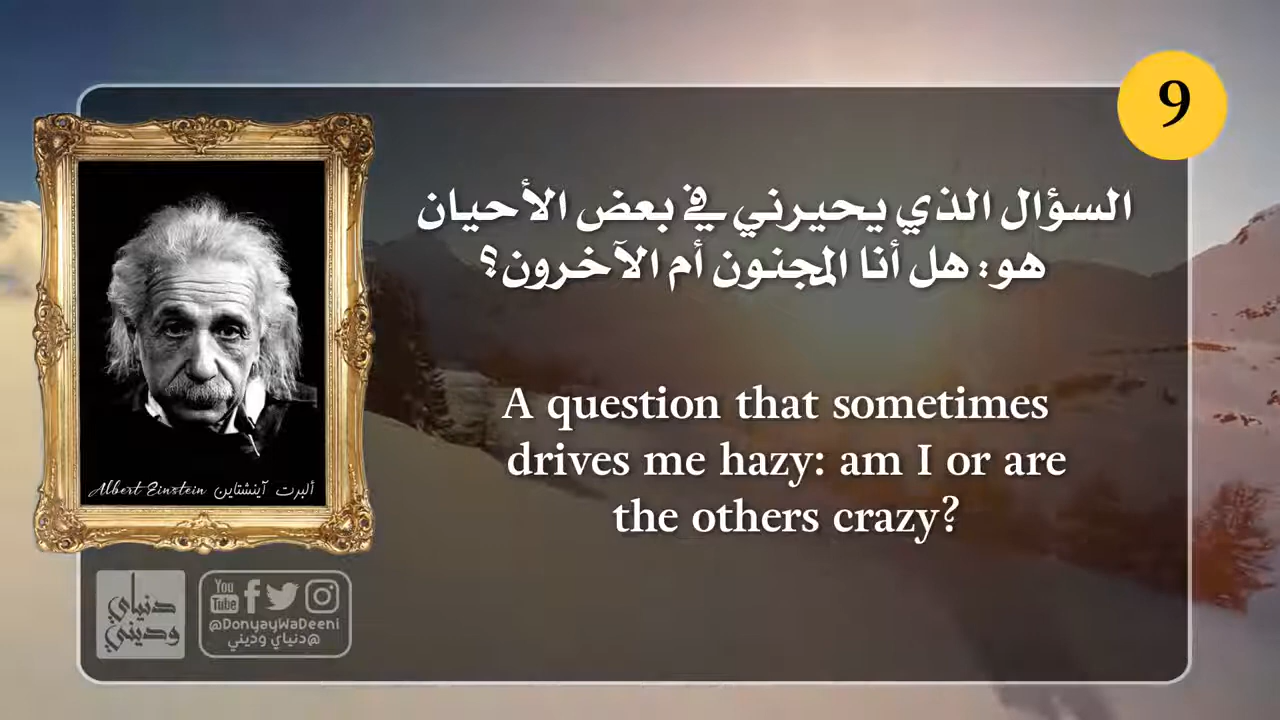 9
السؤال الذي يحيرني في بعض الأحيان
هو: هل أنا المجنون أم الآخرون؟
A question that sometimes
drives me hazy: am I or are
the others crazy?
Albert Einstein ألبرت آينشتاين
دنياي
وديني
You
Tube
@DonyayWaDeeni
@دنياي وديني